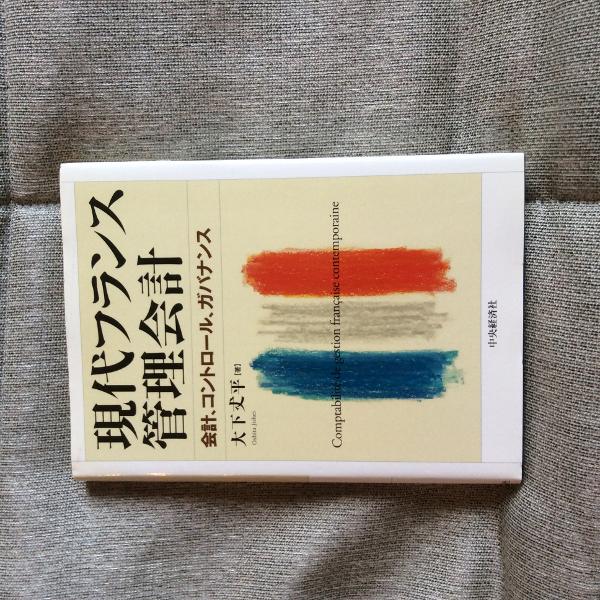 現代フランス
管理会計
会計、コントロール、ガバナンス
大下丈平[著]
Oshita Johei
Comptabilité de gestion française contemporaine
中央経済社